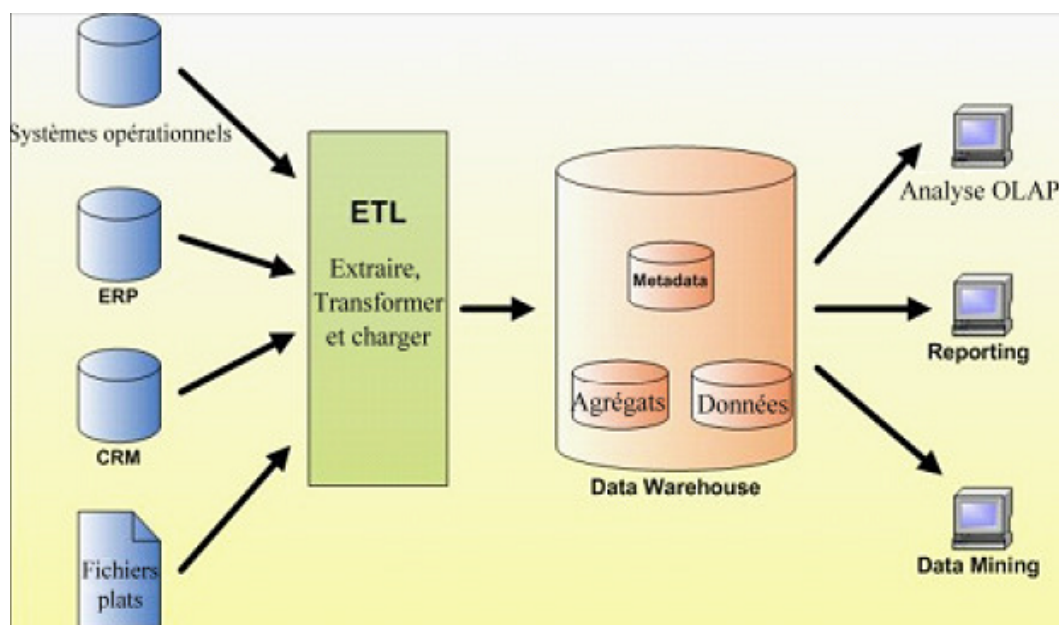 Systèmes opérationnels
ERP
CRM
Fichiers
plats
ETL
Extraire,
Transformer
et charger
Metadata
Agrégats
Données
Data Warehouse
Analyse OLAP
Reporting
Data Mining